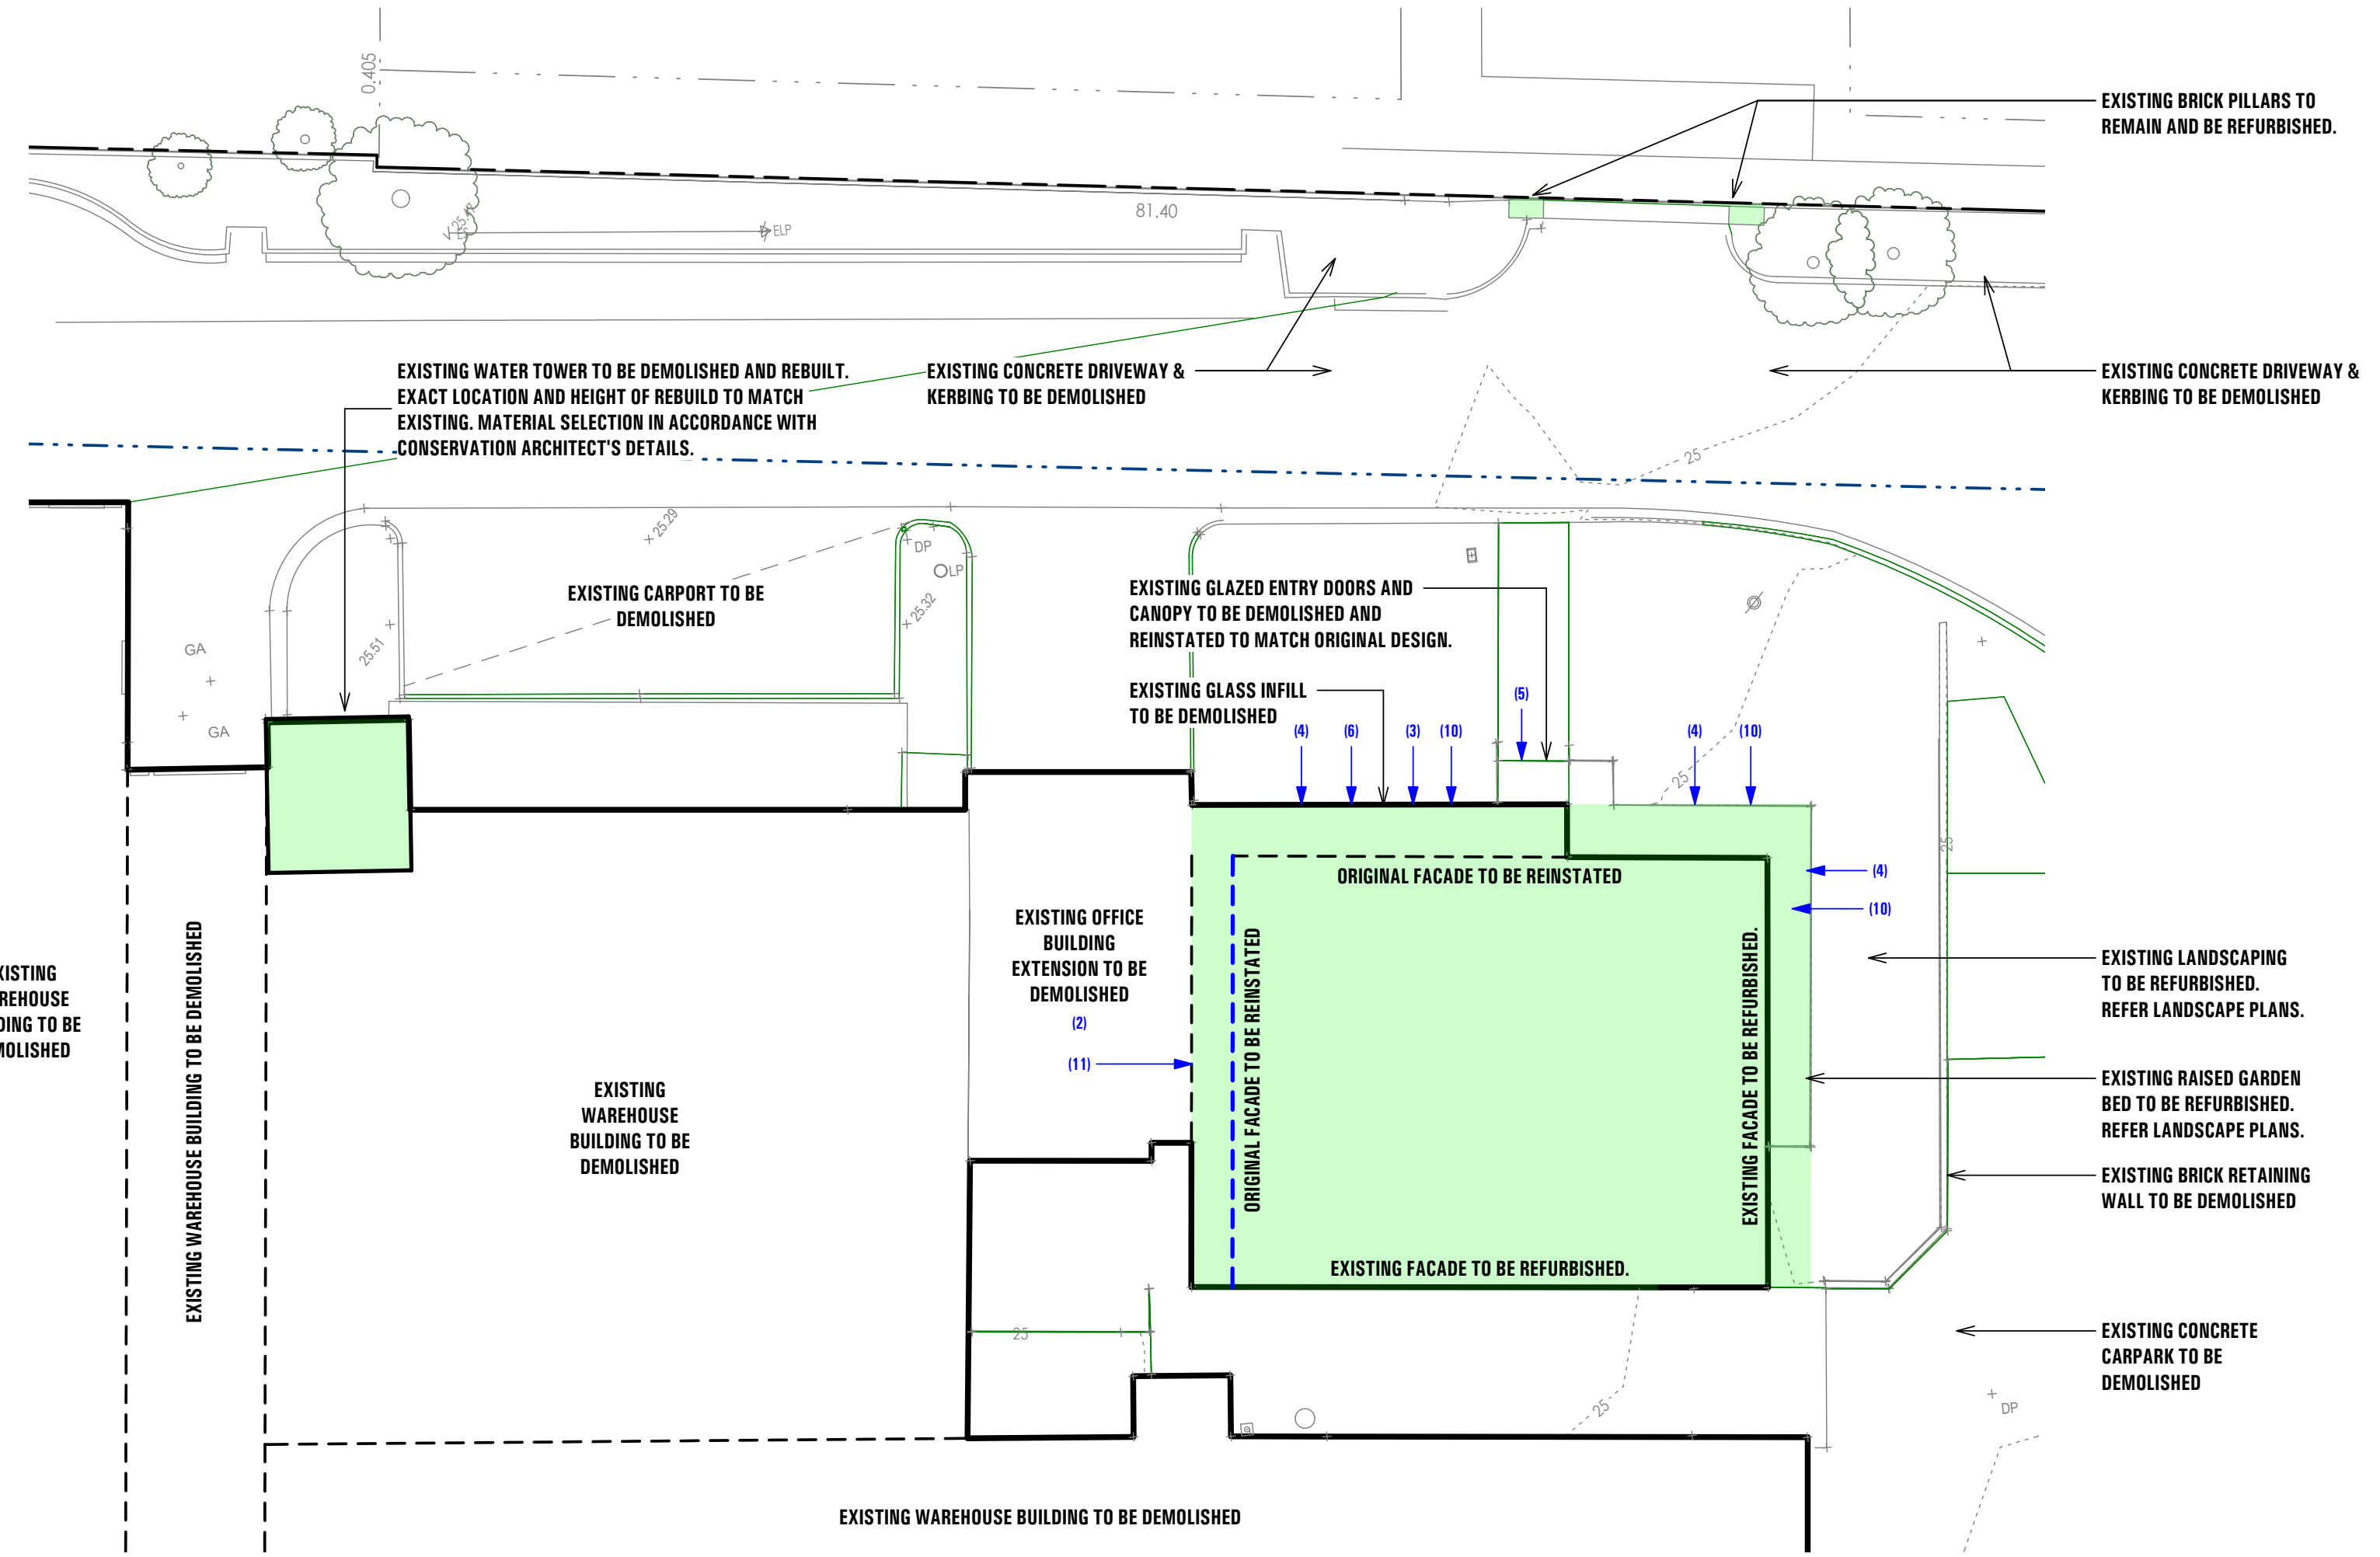 0.405
EXISTING BRICK PILLARS TO
REMAIN AND BE REFURBISHED.
81.40
25.17
ES
ELP
EXISTING WATER TOWER TO BE DEMOLISHED AND REBUILT.
EXACT LOCATION AND HEIGHT OF REBUILD TO MATCH
EXISTING. MATERIAL SELECTION IN ACCORDANCE WITH
CONSERVATION ARCHITECT'S DETAILS.
EXISTING CONCRETE DRIVEWAY &
KERBING TO BE DEMOLISHED
EXISTING CONCRETE DRIVEWAY &
KERBING TO BE DEMOLISHED
25
25.29
DP
LP
25.32
EXISTING CARPORT TO BE
DEMOLISHED
25.51
GA
GA
EXISTING GLAZED ENTRY DOORS AND
CANOPY TO BE DEMOLISHED AND
REINSTATED TO MATCH ORIGINAL DESIGN.
EXISTING GLASS INFILL
TO BE DEMOLISHED
(5)
(4)
(6)
(3)
(10)
(4)
(10)
25
25
(4)
(10)
ORIGINAL FACADE TO BE REINSTATED
EXISTING OFFICE
BUILDING
EXTENSION TO BE
DEMOLISHED
(2)
(11)
ORIGINAL FACADE TO BE REINSTATED
EXISTING FACADE TO BE REFURBISHED.
EXISTING FACADE TO BE REFURBISHED.
XISTING
REHOUSE
DING TO BE
MOLISHED
EXISTING WAREHOUSE BUILDING TO BE DEMOLISHED
EXISTING
WAREHOUSE
BUILDING TO BE
DEMOLISHED
EXISTING LANDSCAPING
TO BE REFURBISHED.
REFER LANDSCAPE PLANS.
EXISTING RAISED GARDEN
BED TO BE REFURBISHED.
REFER LANDSCAPE PLANS.
EXISTING BRICK RETAINING
WALL TO BE DEMOLISHED
EXISTING CONCRETE
CARPARK TO BE
DEMOLISHED
25
25
DP
EXISTING WAREHOUSE BUILDING TO BE DEMOLISHED